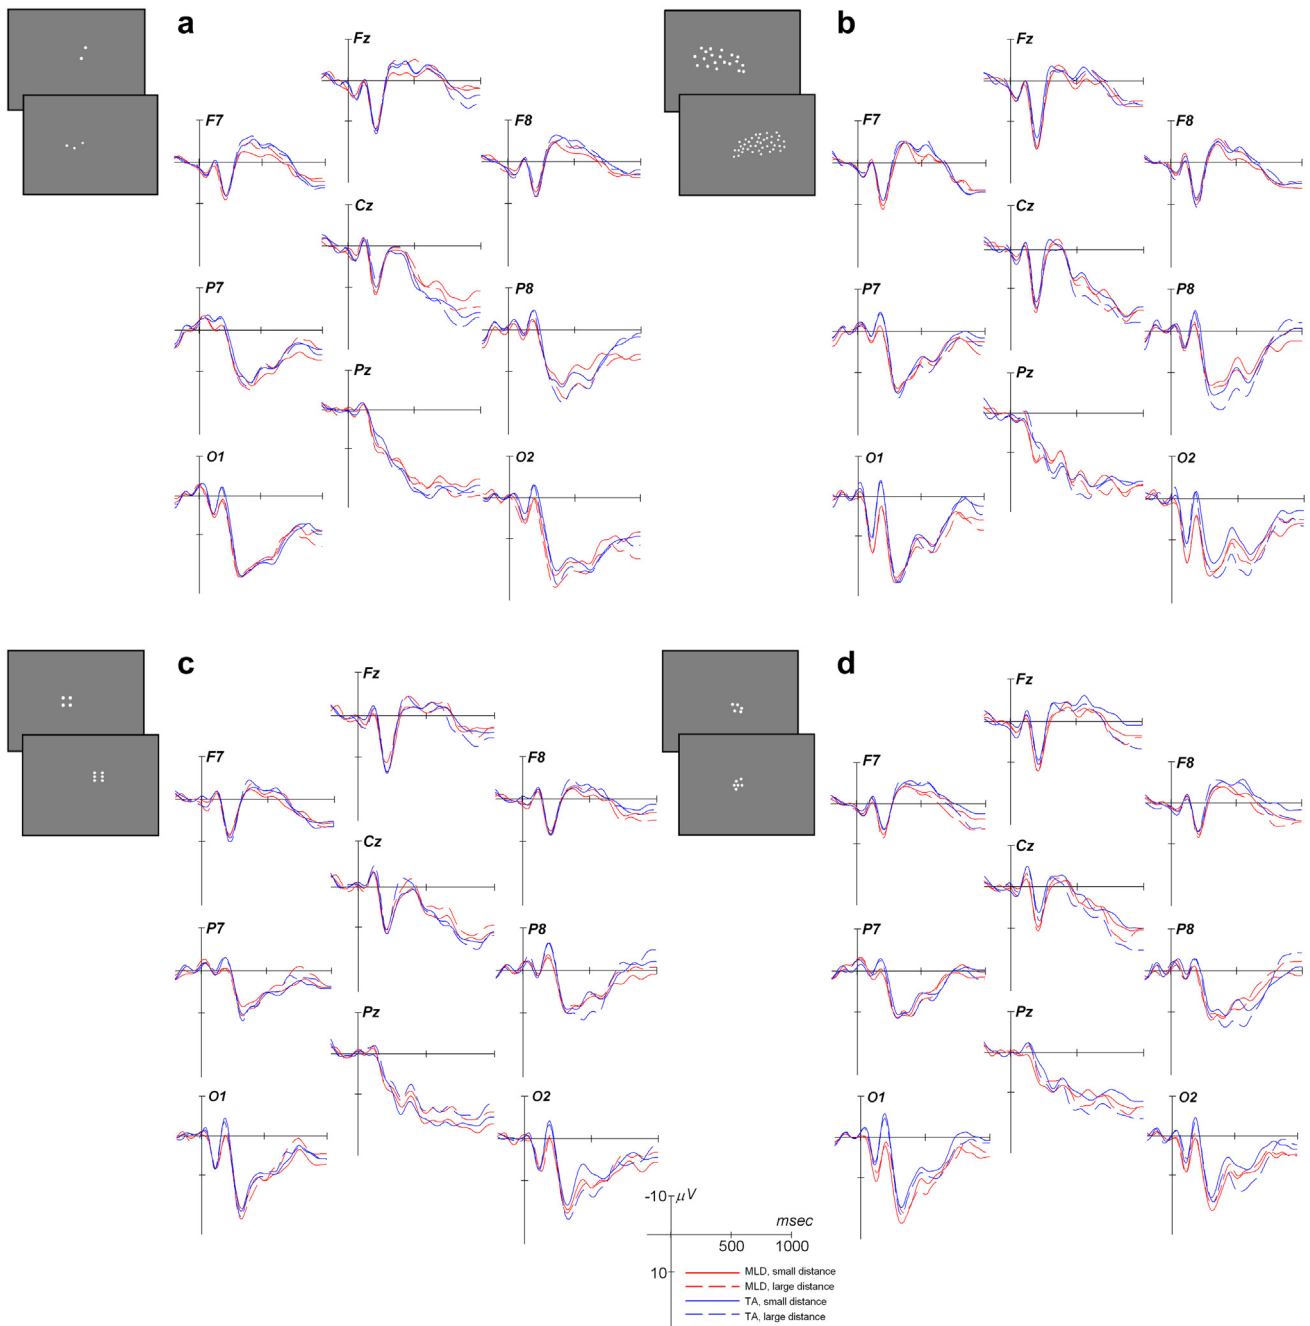 a
Fz
F7
F8
Cz
P7
P8
Pz
O1
O2
b
Fz
F7
F8
Cz
P7
P8
Pz
O1
O2
c
Fz
F7
F8
Cz
P7
P8
Pz
O1
O2
d
Fz
F7
F8
Cz
P7
P8
Pz
O1
O2
-10 μV
msec
500 1000
10
MLD, small distance
MLD, large distance
TA, small distance
TA, large distance